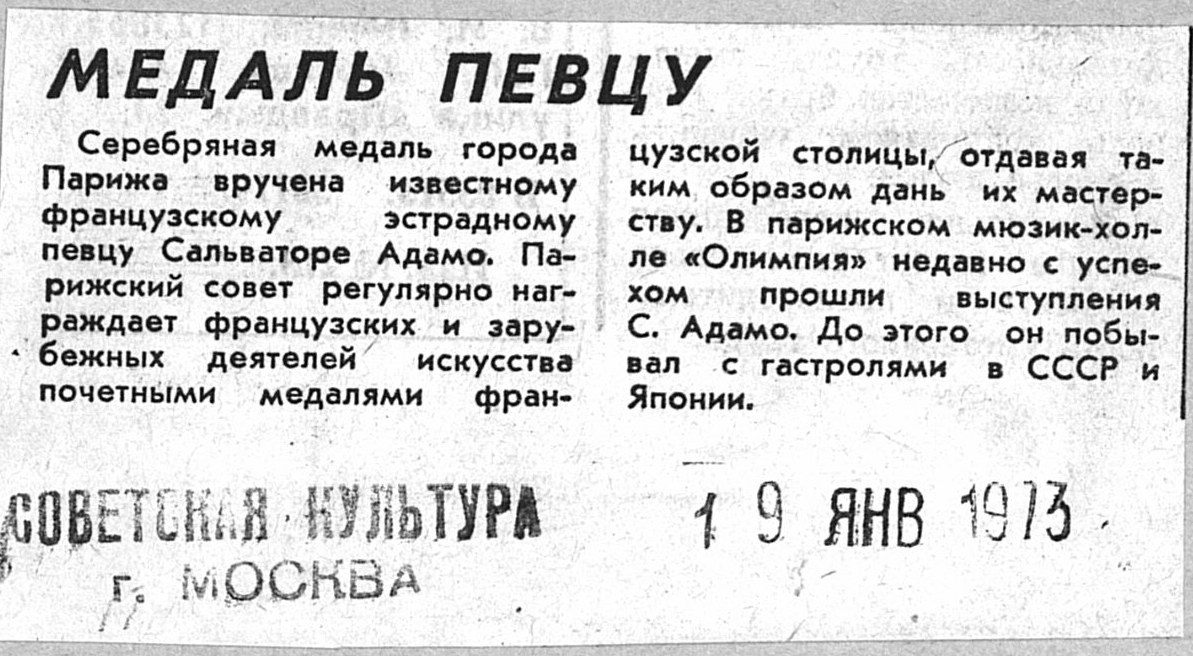 МЕДАЛЬ ПЕВЦУ
Серебряная медаль города
Парижа вручена известному
французскому эстрадному
певцу Сальваторе Адамо. Па-
рижский совет регулярно наг-
раждает французских и зару-
бежных деятелей искусства
почетными медалями фран-
цузской столицы, отдавая та-
ким образом дань их мастер-
ству. В парижском мюзик-хол-
ле «Олимпия» недавно с успе-
хом прошли выступления
С. Адамо. До этого он побы-
вал с гастролями в СССР и
Японии.
СОВЕТСКАЯ КУЛЬТУРА
г. МОСКВА
19 ЯНВ 1973